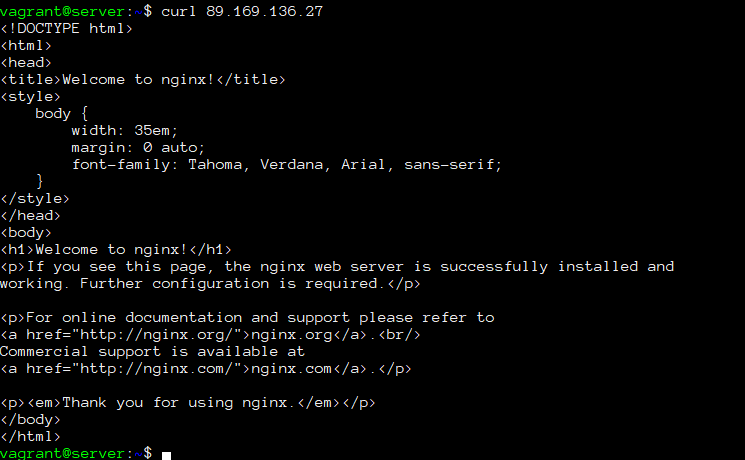 vagrant@server:~$ curl 89.169.136.27
<!DOCTYPE html>
<html>
<head>
<title>Welcome to nginx!</title>
<style>
    body {
        width: 35em;
        margin: 0 auto;
        font-family: Tahoma, Verdana, Arial, sans-serif;
    }
</style>
</head>
<body>
<h1>Welcome to nginx!</h1>
<p>If you see this page, the nginx web server is successfully installed and
working. Further configuration is required.</p>

<p>For online documentation and support please refer to
<a href="http://nginx.org/">nginx.org</a>.<br/>
Commercial support is available at
<a href="http://nginx.com/">nginx.com</a>.</p>

<p><em>Thank you for using nginx.</em></p>
</body>
</html>
vagrant@server:~$